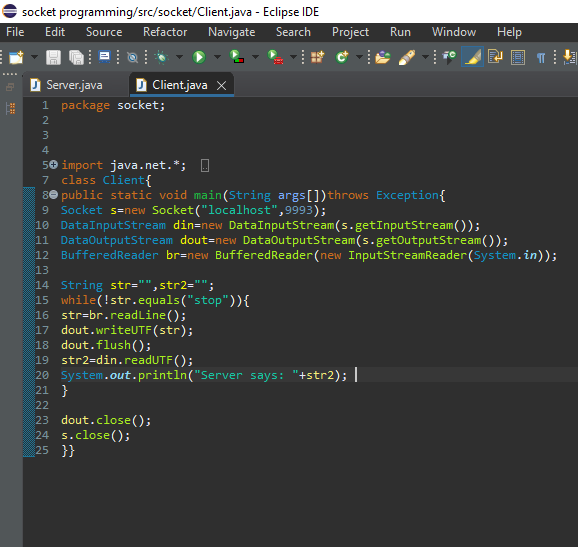 socket programming/src/socket/Client.java - Eclipse IDE
File Edit Source Refactor Navigate Search Project Run Window Help
Server.java Client.java
1 package socket;
2
3
4
5 import java.net.*;
7 class Client{
8 public static void main(String args[])throws Exception{
9 Socket s=new Socket("localhost",9993);
10 DataInputStream din=new DataInputStream(s.getInputStream());
11 DataOutputStream dout=new DataOutputStream(s.getOutputStream());
12 BufferedReader br=new BufferedReader(new InputStreamReader(System.in));
13
14 String str="",str2="";
15 while(!str.equals("stop")){
16 str=br.readLine();
17 dout.writeUTF(str);
18 dout.flush();
19 str2=din.readUTF();
20 System.out.println("Server says: "+str2);
21 }
22
23 dout.close();
24 s.close();
25 }}